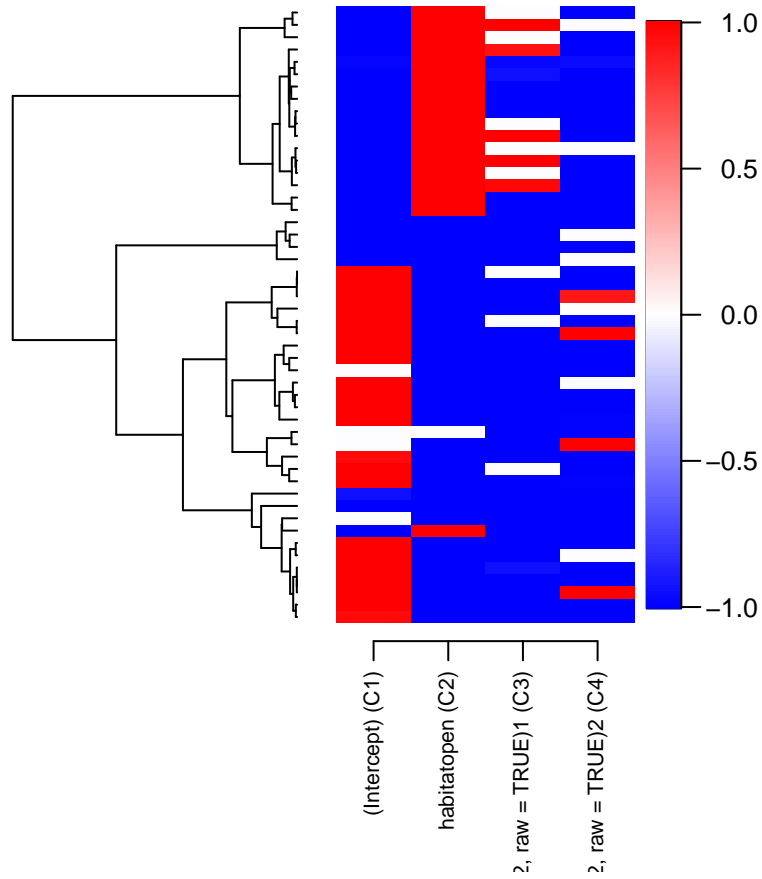 1.0
0.5
0.0
−0.5
−1.0
(Intercept) (C1)
habitatopen (C2)
2, raw = TRUE)1 (C3)
2, raw = TRUE)2 (C4)